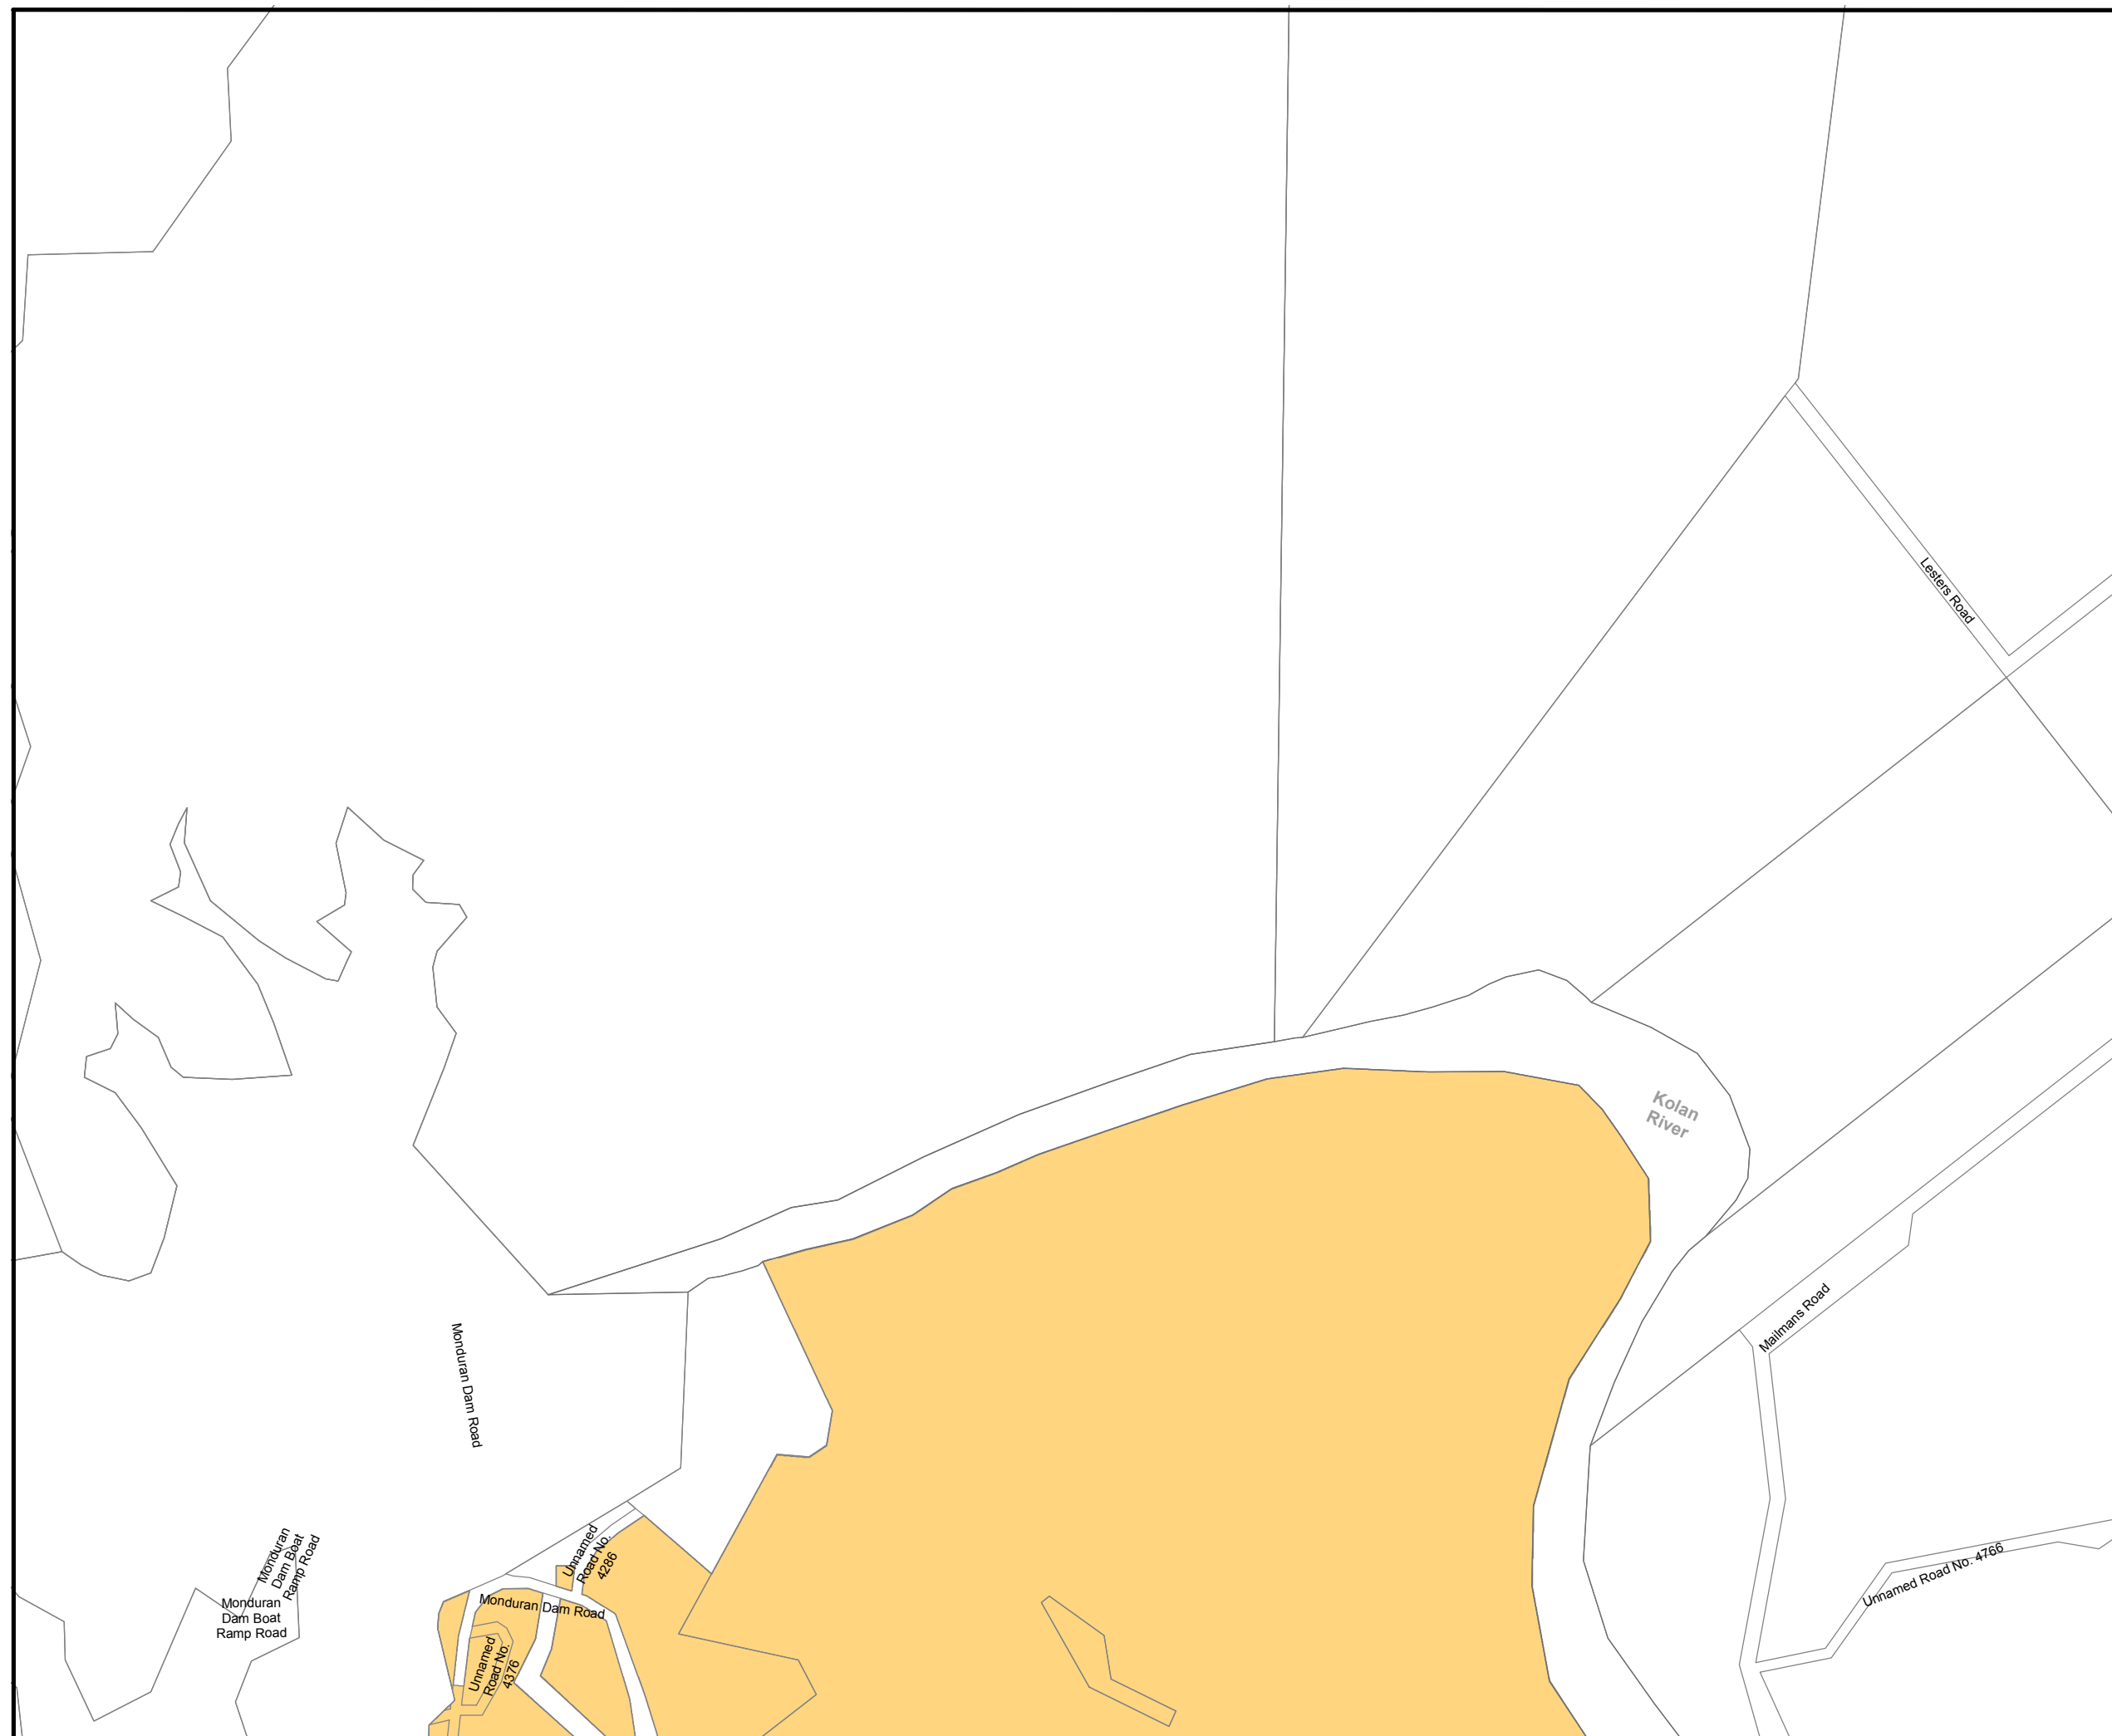 Lesters Road
Kolan
River
Mailmans Road
Monduran Dam Road
Monduran
Dam Boat
Ramp Road
Monduran
Dam Boat
Ramp Road
Unnamed
Road No.
4286
Monduran Dam Road
Unnamed Road No. 4766
Unnamed
Road No.
4376